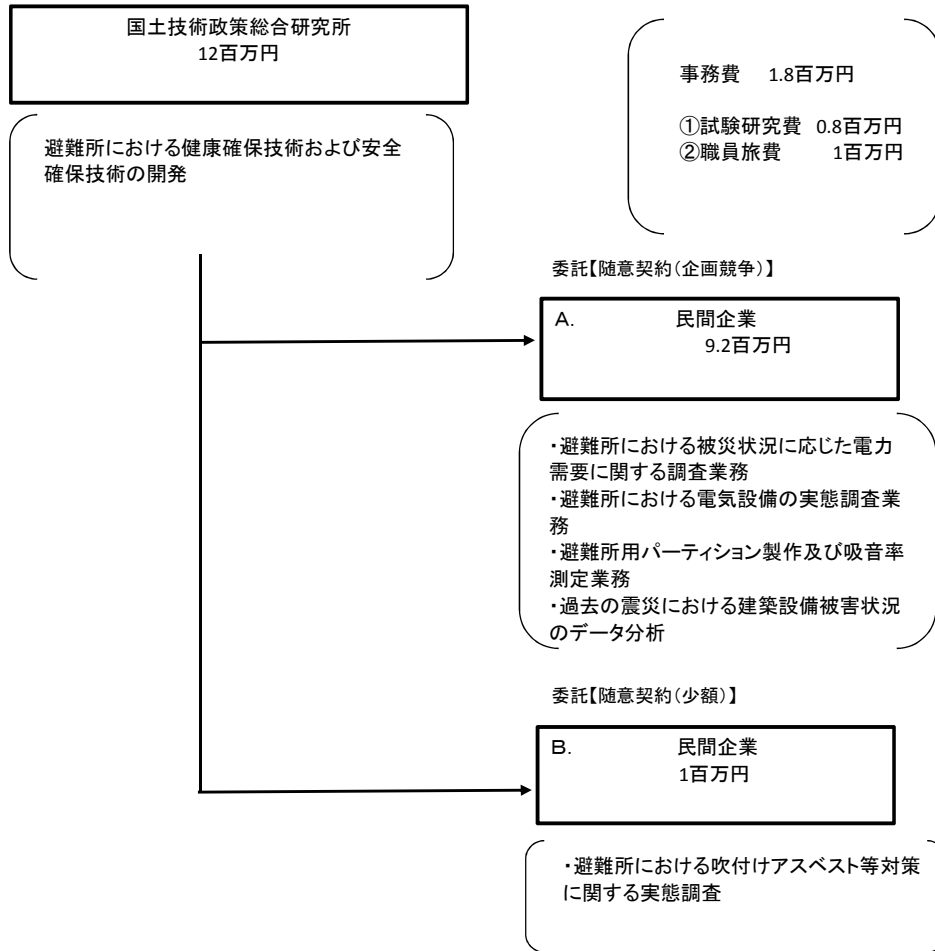 国土技術政策総合研究所
12百万円
避難所における健康確保技術および安全
確保技術の開発
事務費 1.8百万円
①試験研究費 0.8百万円
②職員旅費 1百万円
委託【随意契約(企画競争)】
A. 民間企業
9.2百万円
・避難所における被災状況に応じた電力
需要に関する調査業務
・避難所における電気設備の実態調査業
務
・避難所用パーティション製作及び吸音率
測定業務
・過去の震災における建築設備被害状況
のデータ分析
委託【随意契約(少額)】
B. 民間企業
1百万円
・避難所における吹付けアスベスト等対策
に関する実態調査